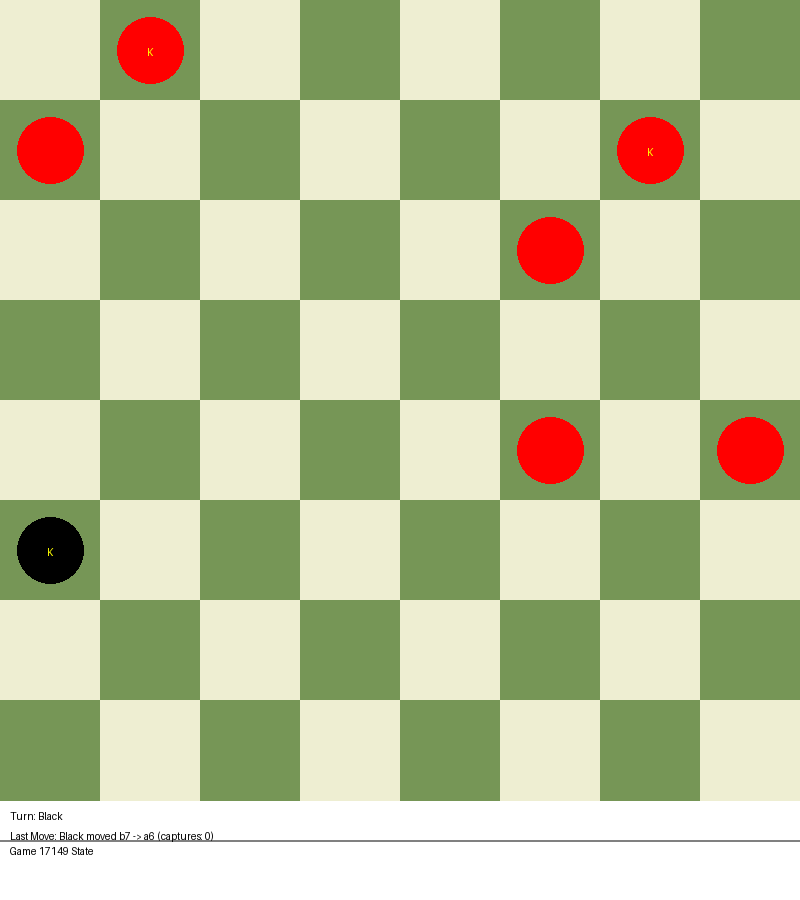 K
K
K
Turn: Black
Last Move: Black moved b7 -> a6 (captures: 0)
Game 17149 State